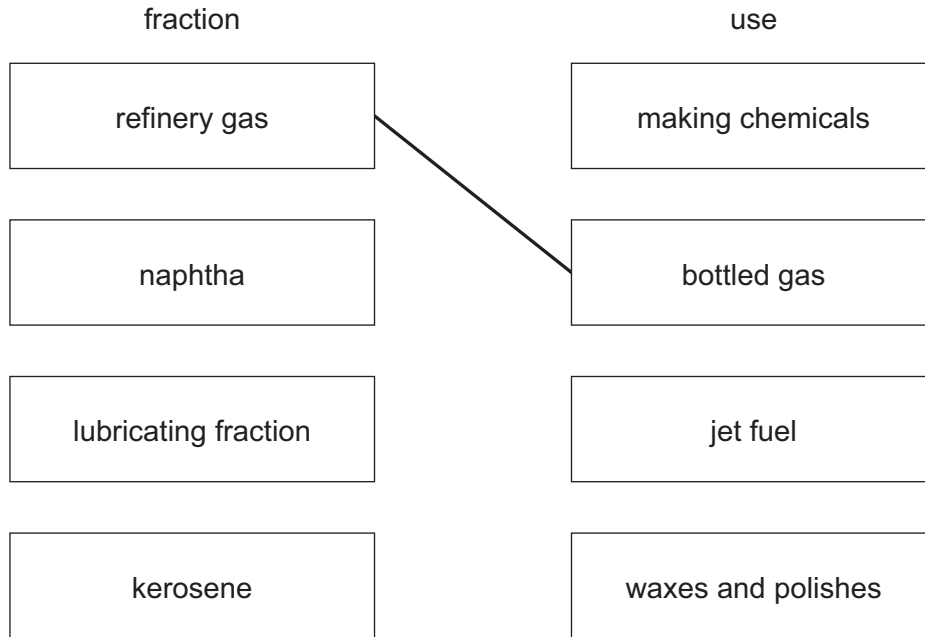 fraction
use
refinery gas
making chemicals
naphtha
bottled gas
lubricating fraction
jet fuel
kerosene
waxes and polishes